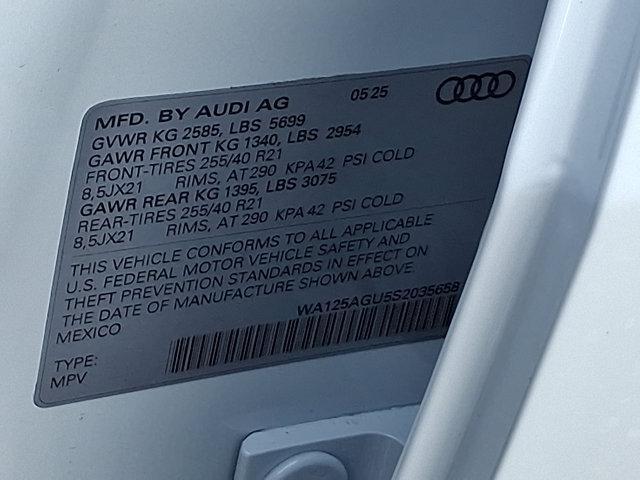 MFD. BY AUDI AG 05 25
GVWR KG 2585, LBS 5699
GAWR FRONT KG 1340, LBS 2954
FRONT-TIRES 255/40 R21
8,5JX21 RIMS, AT 290 KPA 42 PSI COLD
GAWR REAR KG 1395, LBS 3075
REAR-TIRES 255/40 R21
8,5JX21 RIMS, AT 290 KPA 42 PSI COLD
THIS VEHICLE CONFORMS TO ALL APPLICABLE
U.S. FEDERAL MOTOR VEHICLE SAFETY AND
THEFT PREVENTION STANDARDS IN EFFECT ON
THE DATE OF MANUFACTURE SHOWN ABOVE.
MEXICO WA125AGU5S2035658
TYPE:
MPV